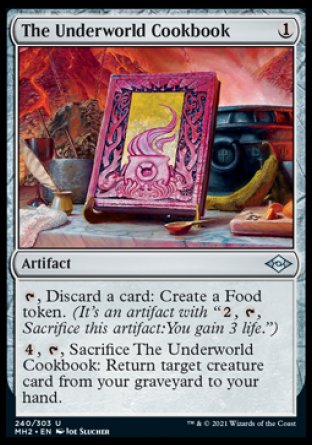 The Underworld Cookbook 1
Artifact
, Discard a card: Create a Food
token. (It's an artifact with “2, ,
Sacrifice this artifact:You gain 3 life.”)
4, , Sacrifice The Underworld
Cookbook: Return target creature
card from your graveyard to your
hand.
240/303 U
MH2 • EN Joe Slucher
™ & © 2021 Wizards of the Coast